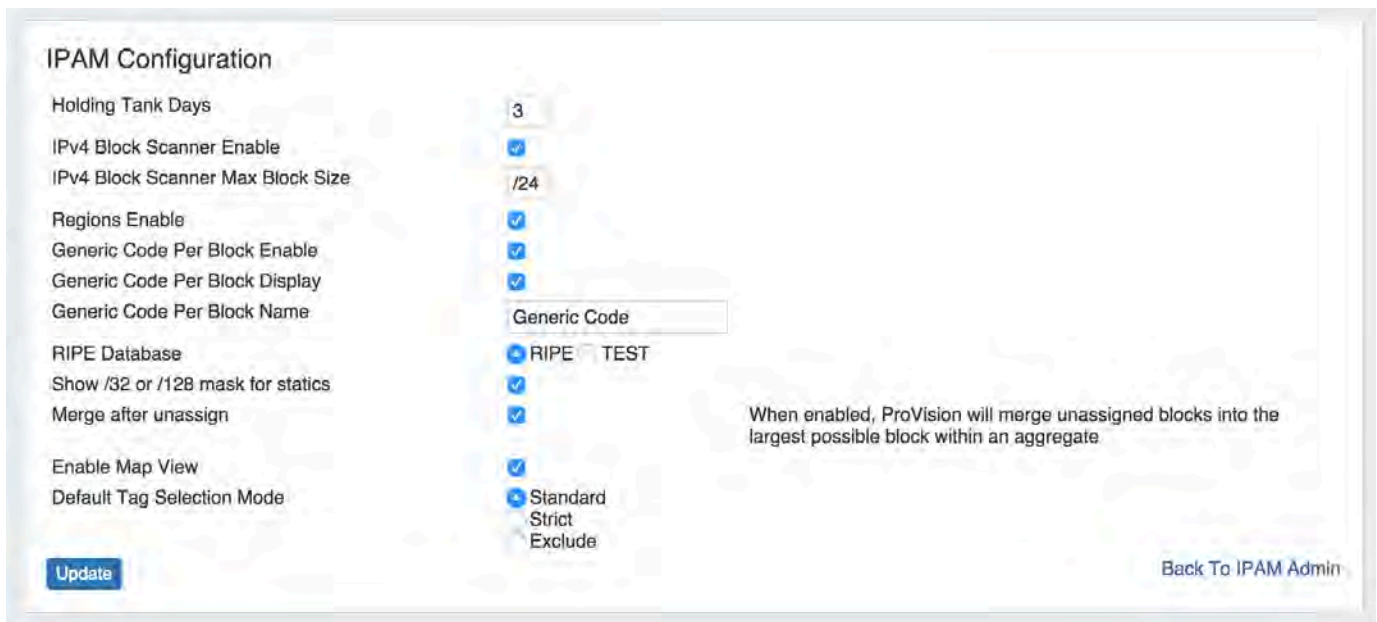 IPAM Configuration
Holding Tank Days 3
IPv4 Block Scanner Enable
IPv4 Block Scanner Max Block Size /24
Regions Enable
Generic Code Per Block Enable
Generic Code Per Block Display
Generic Code Per Block Name Generic Code
RIPE Database RIPE TEST
Show /32 or /128 mask for statics
Merge after unassign When enabled, ProVision will merge unassigned blocks into the
largest possible block within an aggregate
Enable Map View
Default Tag Selection Mode Standard
Strict
Exclude
Update Back To IPAM Admin